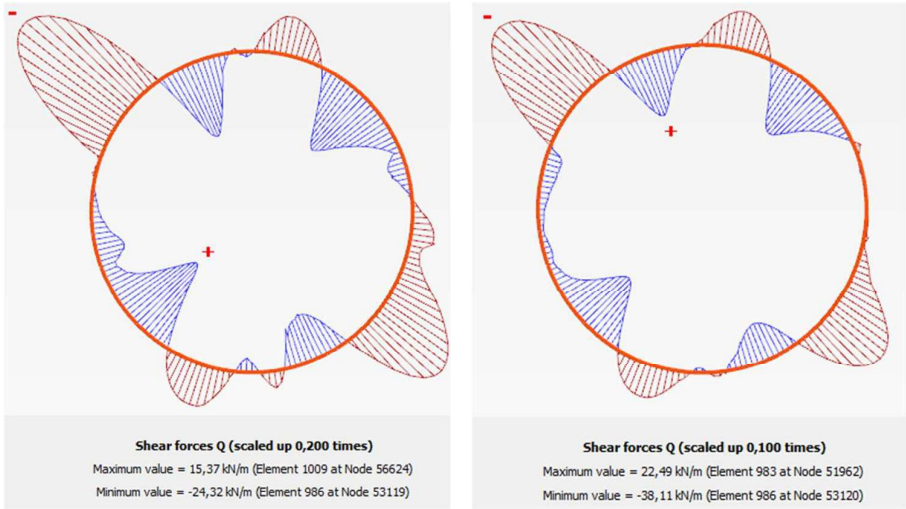 -
+
Shear forces Q (scaled up 0,200 times)
Maximum value = 15,37 kN/m (Element 1009 at Node 56624)
Minimum value = -24,32 kN/m (Element 986 at Node 53119)
-
+
Shear forces Q (scaled up 0,100 times)
Maximum value = 22,49 kN/m (Element 983 at Node 51962)
Minimum value = -38,11 kN/m (Element 986 at Node 53120)